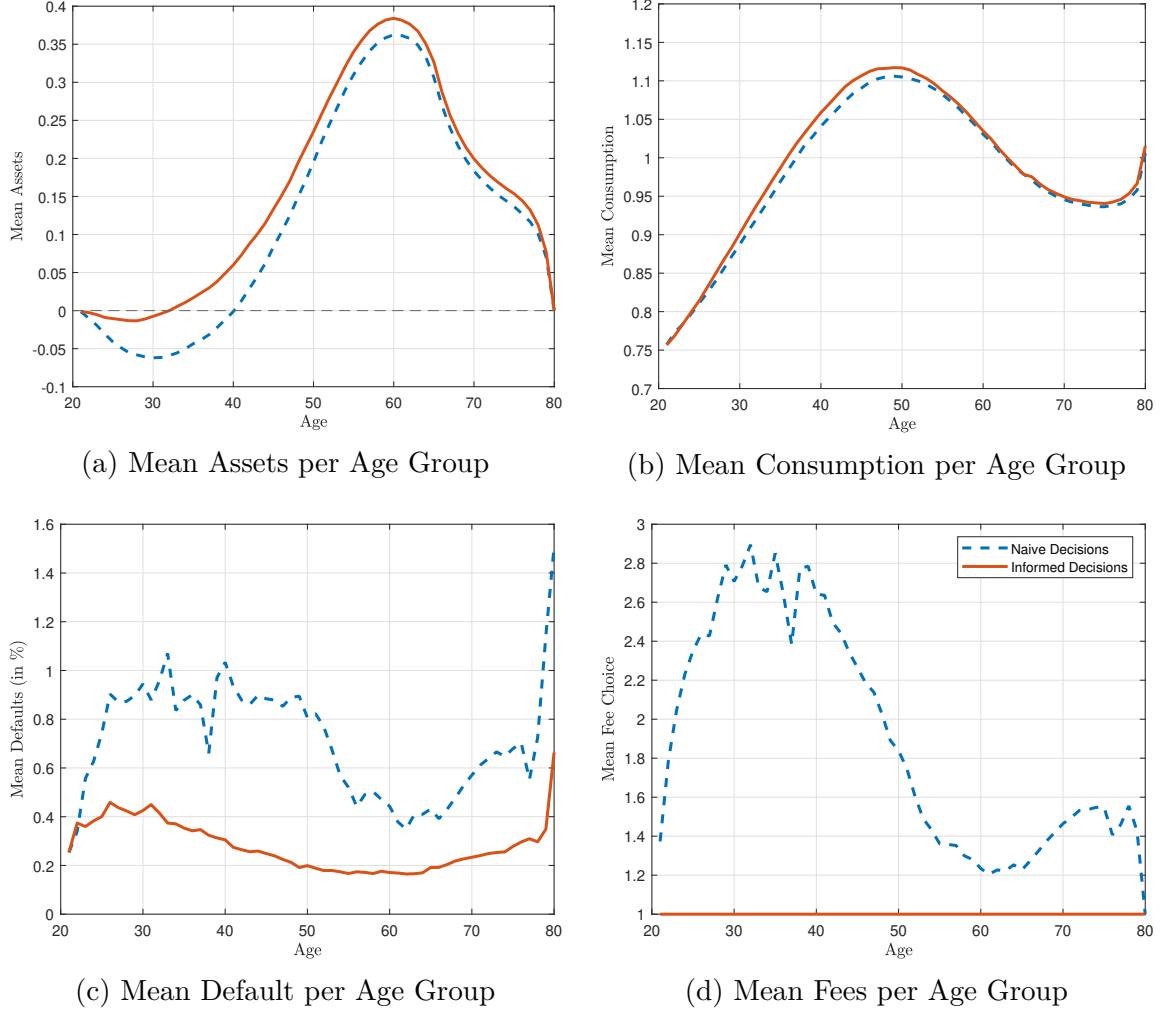 0.4
0.35
0.3
0.25
0.2
0.15
0.1
0.05
0
-0.05
-0.1
Mean Assets
20 30 40 50 60 70 80
Age
(a) Mean Assets per Age Group
1.2
1.15
1.1
1.05
1
0.95
0.9
0.85
0.8
0.75
0.7
Mean Consumption
20 30 40 50 60 70 80
Age
(b) Mean Consumption per Age Group
1.6
1.4
1.2
1
0.8
0.6
0.4
0.2
0
Mean Defaults (in %)
20 30 40 50 60 70 80
Age
(c) Mean Default per Age Group
3
2.8
2.6
2.4
2.2
2
1.8
1.6
1.4
1.2
1
Mean Fee Choice
Naive Decisions
Informed Decisions
20 30 40 50 60 70 80
Age
(d) Mean Fees per Age Group